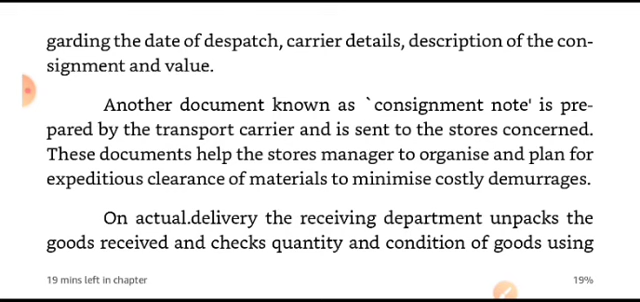 garding the date of despatch, carrier details, description of the con-
signment and value.
Another document known as `consignment note' is pre-
pared by the transport carrier and is sent to the stores concerned.
These documents help the stores manager to organise and plan for
expeditious clearance of materials to minimise costly demurrages.
On actual.delivery the receiving department unpacks the
goods received and checks quantity and condition of goods using
19 mins left in chapter 19%